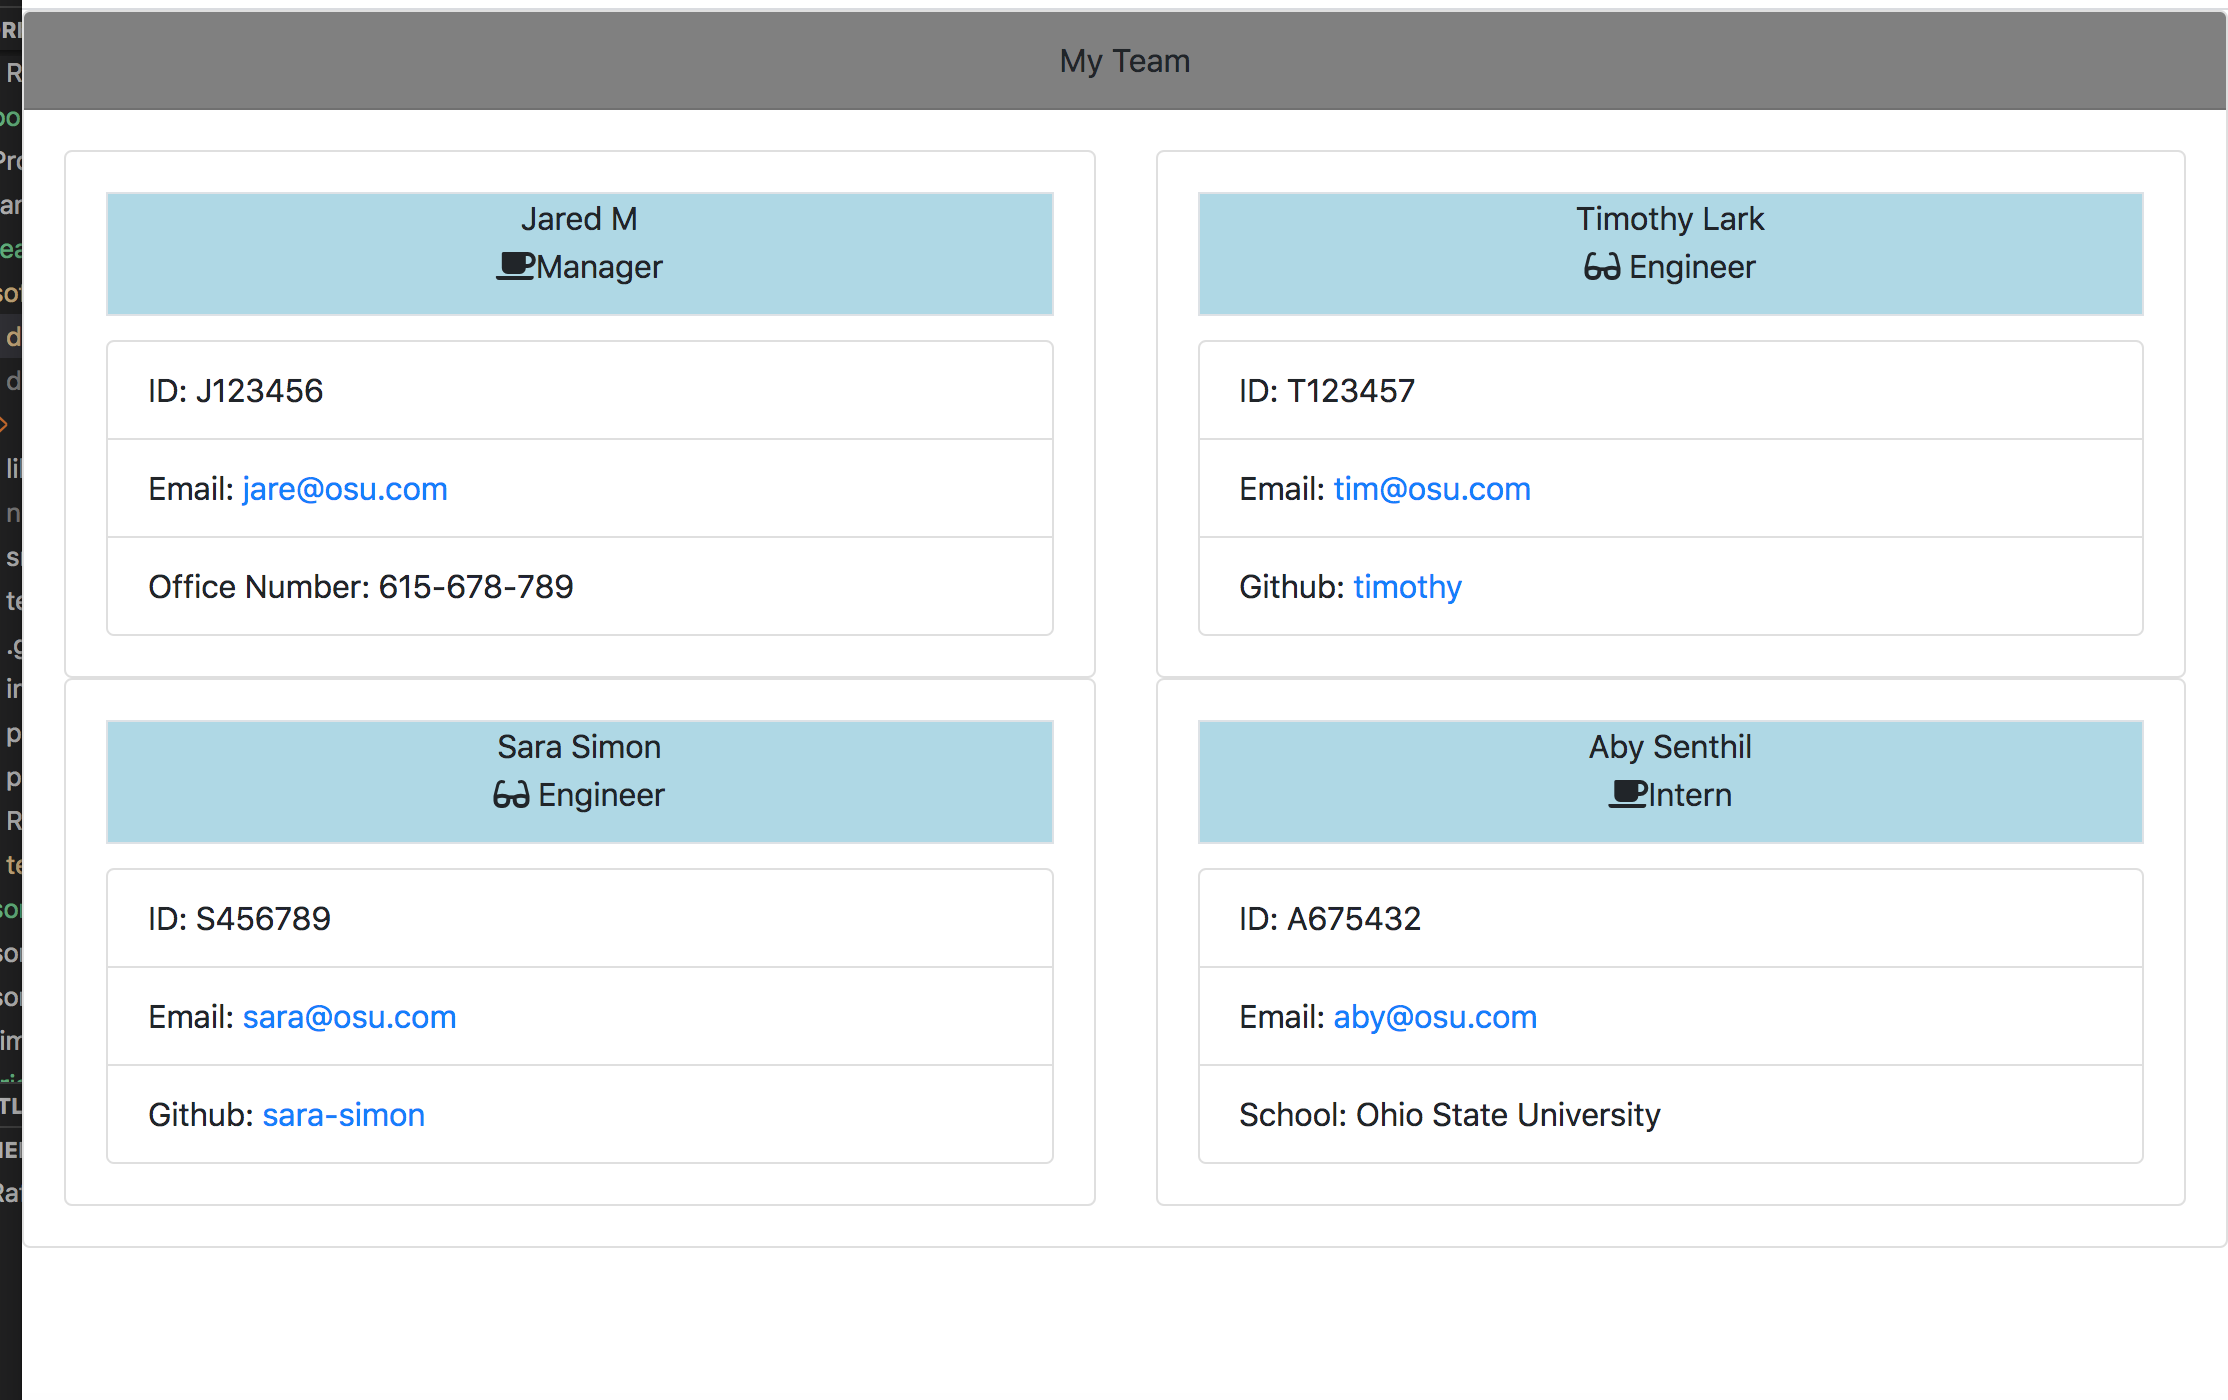 My Team
Jared M
Manager
ID: J123456
Email: jare@osu.com
Office Number: 615-678-789
Timothy Lark
Engineer
ID: T123457
Email: tim@osu.com
Github: timothy
Sara Simon
Engineer
ID: S456789
Email: sara@osu.com
Github: sara-simon
Aby Senthil
Intern
ID: A675432
Email: aby@osu.com
School: Ohio State University